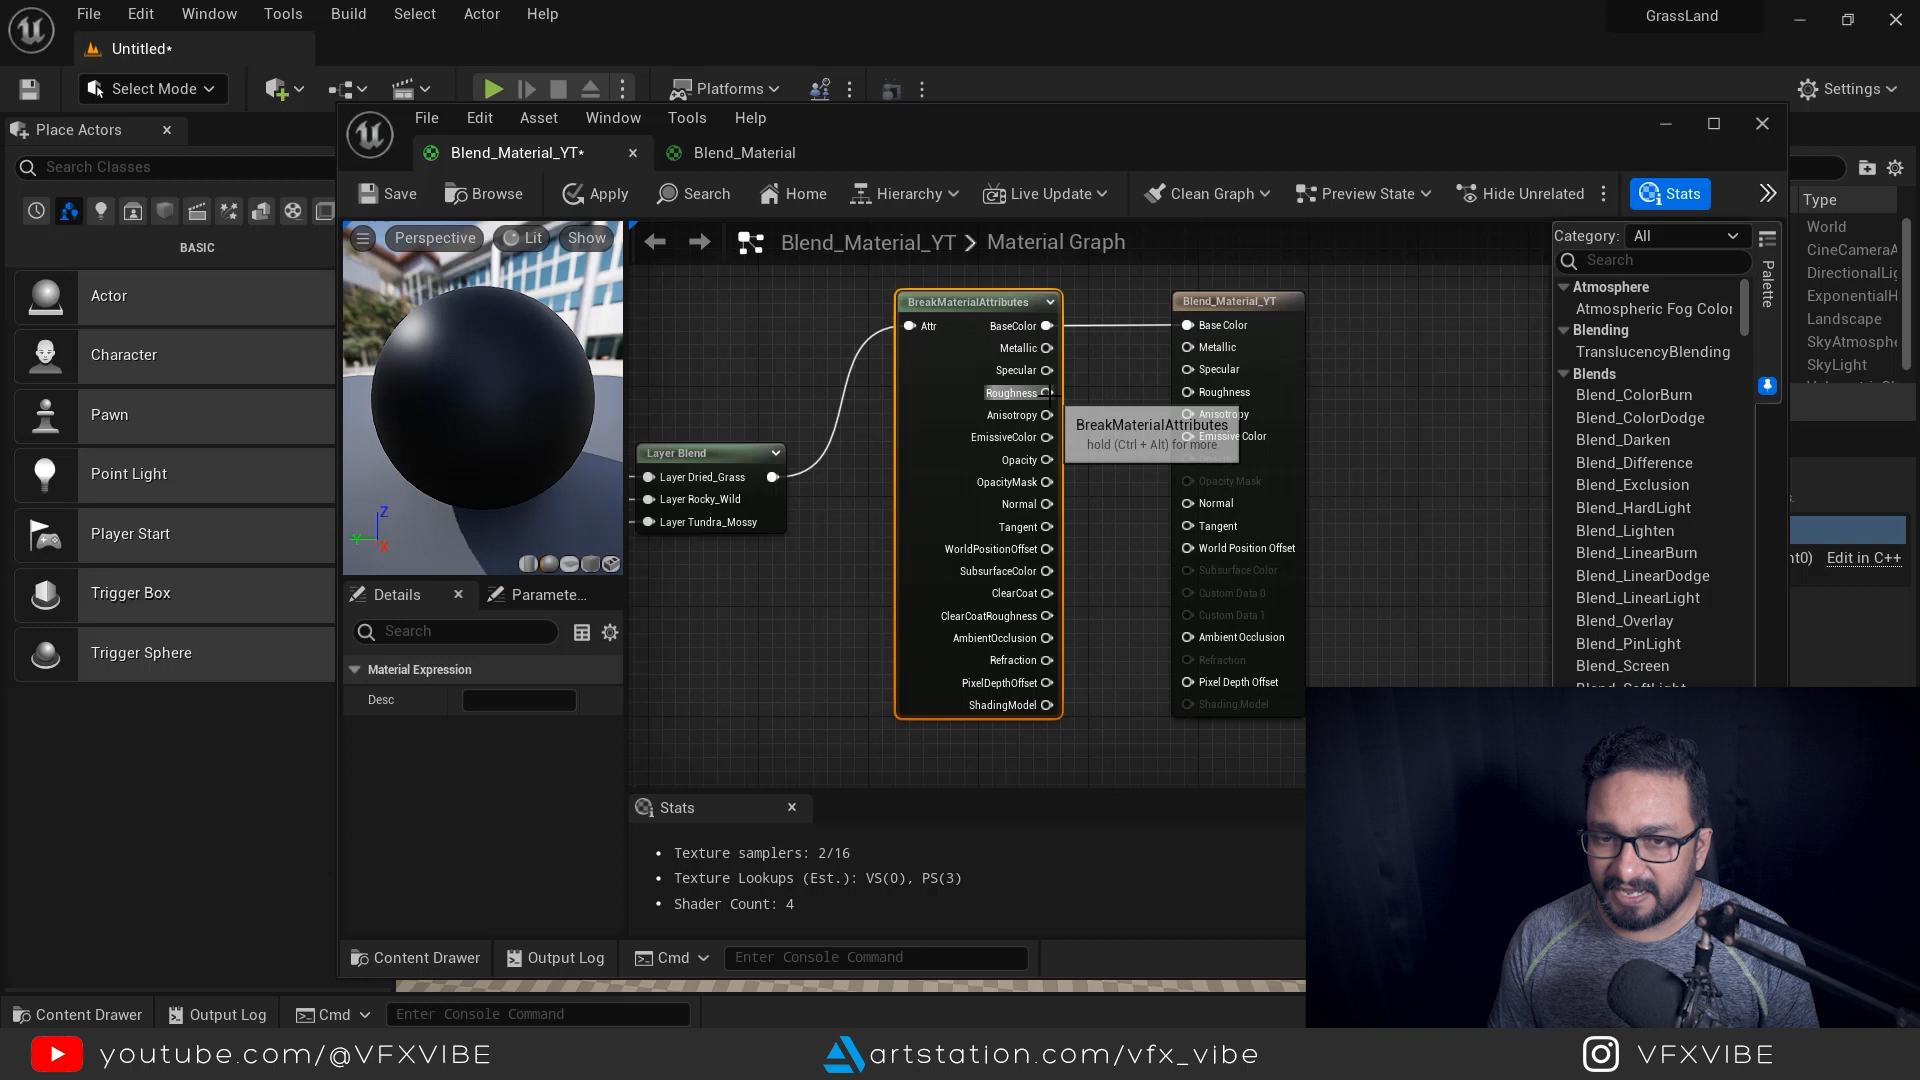 File Edit Window Tools Build Select Actor Help
GrassLand
Untitled*
Select Mode
Platforms
Settings
Place Actors
Search Classes
BASIC
Actor
Character
Pawn
Point Light
Player Start
Trigger Box
Trigger Sphere
File Edit Asset Window Tools Help
Blend_Material_YT*
Blend_Material
Save
Browse
Apply
Search
Home
Hierarchy
Live Update
Clean Graph
Preview State
Hide Unrelated
Stats
Perspective
Lit
Show
Z
Y
X
Details
Paramete...
Search
Material Expression
Desc
Blend_Material_YT > Material Graph
Layer Blend
Layer Dried_Grass
Layer Rocky_Wild
Layer Tundra_Mossy
BreakMaterialAttributes
Attr
BaseColor
Metallic
Specular
Roughness
Anisotropy
EmissiveColor
Opacity
OpacityMask
Normal
Tangent
WorldPositionOffset
SubsurfaceColor
ClearCoat
ClearCoatRoughness
AmbientOcclusion
Refraction
PixelDepthOffset
ShadingModel
BreakMaterialAttributes
hold (Ctrl + Alt) for more
Blend_Material_YT
Base Color
Metallic
Specular
Roughness
Anisotropy
Emissive Color
Opacity Mask
Normal
Tangent
World Position Offset
Subsurface Color
Custom Data 0
Custom Data 1
Ambient Occlusion
Refraction
Pixel Depth Offset
Shading Model
Category: All
Search
Palette
Atmosphere
Atmospheric Fog Color
Blending
TranslucencyBlending
Blends
Blend_ColorBurn
Blend_ColorDodge
Blend_Darken
Blend_Difference
Blend_Exclusion
Blend_HardLight
Blend_Lighten
Blend_LinearBurn
Blend_LinearDodge
Blend_LinearLight
Blend_Overlay
Blend_PinLight
Blend_Screen
Type
World
CineCameraA
DirectionalLig
ExponentialH
Landscape
SkyAtmosphe
SkyLight
nt0) Edit in C++
Stats
• Texture samplers: 2/16
• Texture Lookups (Est.): VS(0), PS(3)
• Shader Count: 4
Content Drawer
Output Log
Cmd
Enter Console Command
Content Drawer
Output Log
Cmd
Enter Console Command
youtube.com/@VFXVIBE
artstation.com/vfx_vibe
VFXVIBE